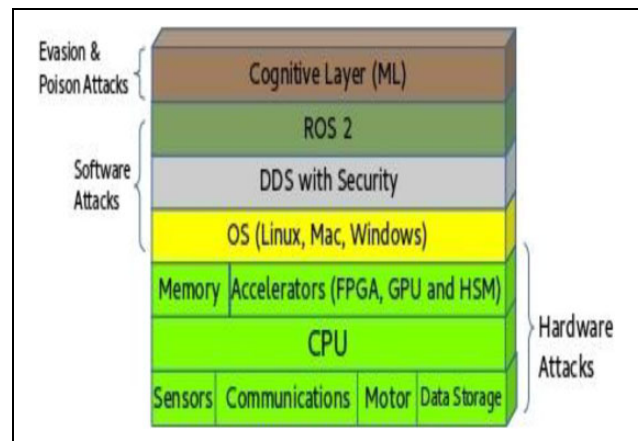 Evasion &
Poison Attacks
Cognitive Layer (ML)
ROS 2
Software
Attacks
DDS with Security
OS (Linux, Mac, Windows)
Memory Accelerators (FPGA, GPU and HSM)
CPU
Hardware
Attacks
Sensors Communications Motor Data Storage